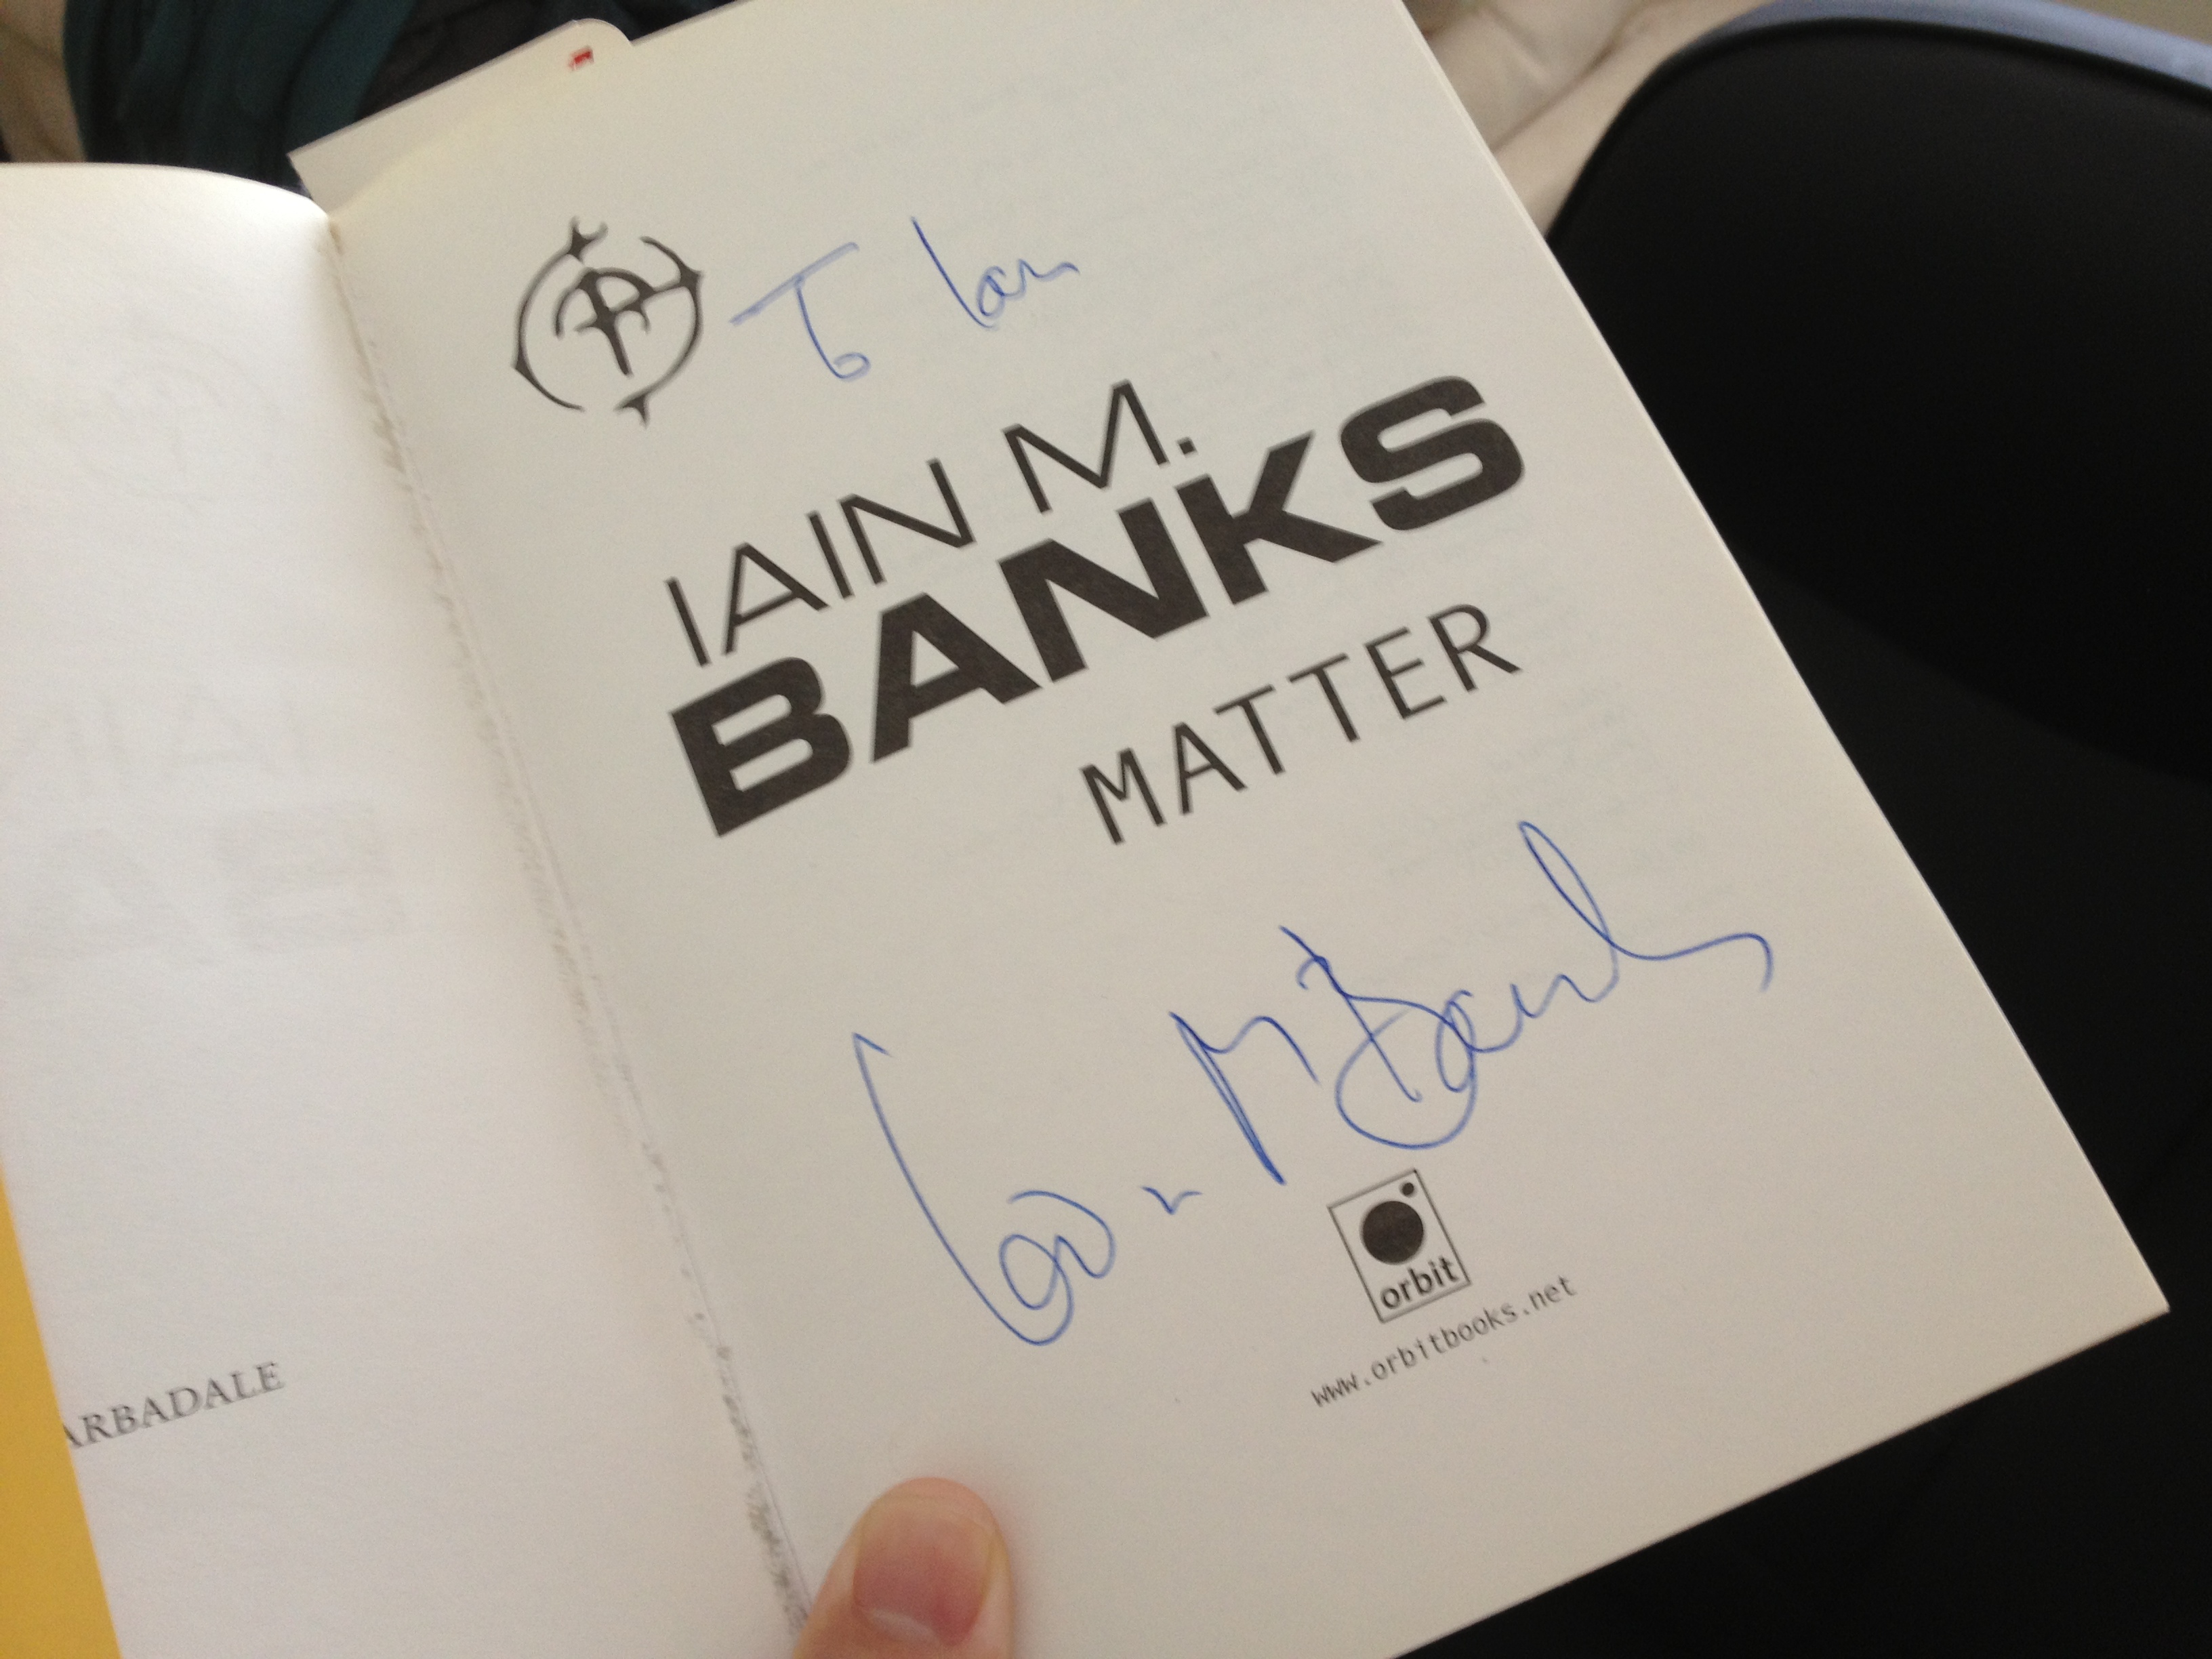 To Ian
IAIN M.
BANKS
MATTER
Iain M Banks
orbit
www.orbitbooks.net
ARBADALE